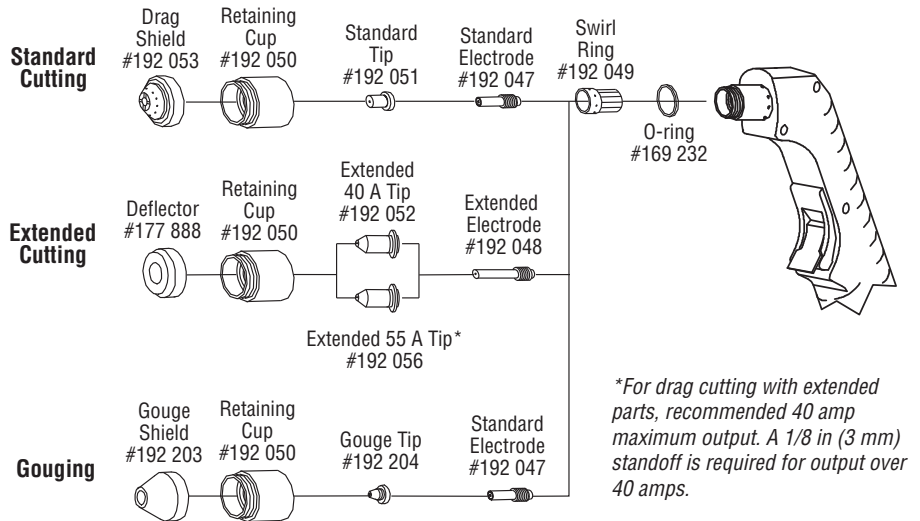 Standard
Cutting
Drag
Shield
#192 053
Retaining
Cup
#192 050
Standard
Tip
#192 051
Standard
Electrode
#192 047
Swirl
Ring
#192 049
O-ring
#169 232
Extended
Cutting
Deflector
#177 888
Retaining
Cup
#192 050
Extended
40 A Tip
#192 052
Extended 55 A Tip*
#192 056
Extended
Electrode
#192 048
Gouging
Gouge
Shield
#192 203
Retaining
Cup
#192 050
Gouge Tip
#192 204
Standard
Electrode
#192 047
*For drag cutting with extended
parts, recommended 40 amp
maximum output. A 1/8 in (3 mm)
standoff is required for output over
40 amps.